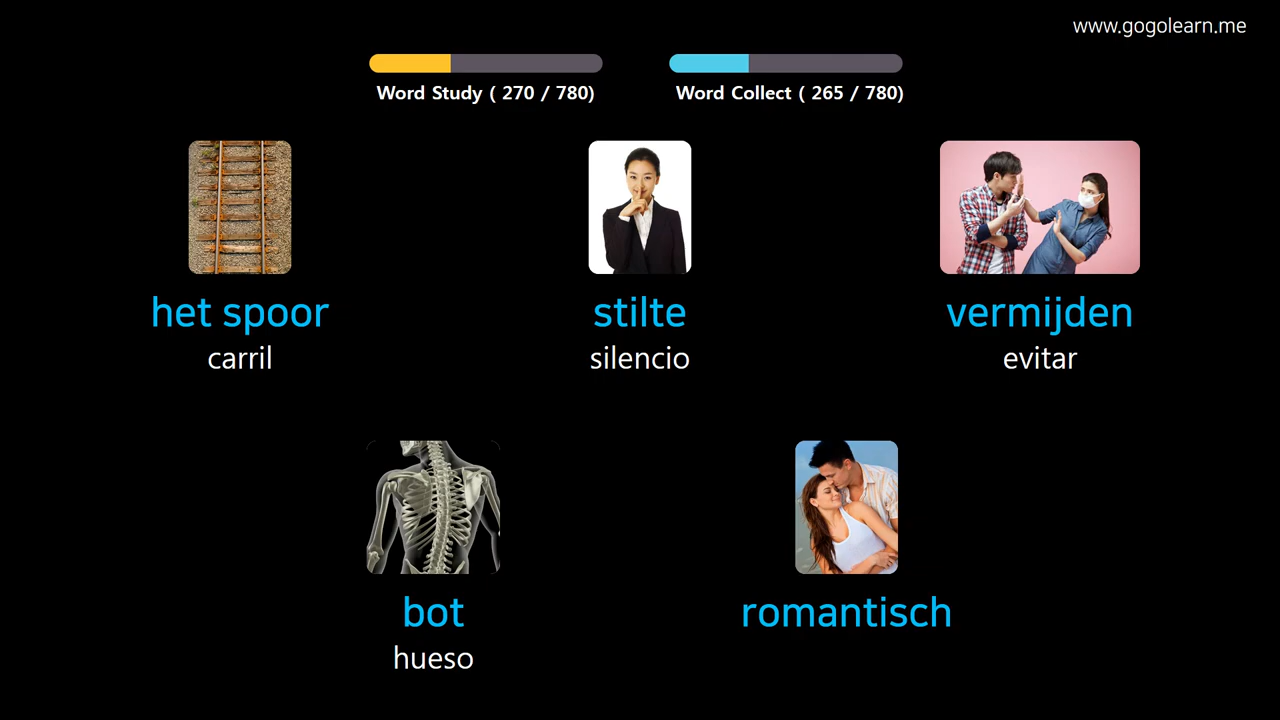 www.gogolearn.me
Word Study ( 270 / 780)
Word Collect ( 265 / 780)
het spoor
carril
stilte
silencio
vermijden
evitar
bot
hueso
romantisch